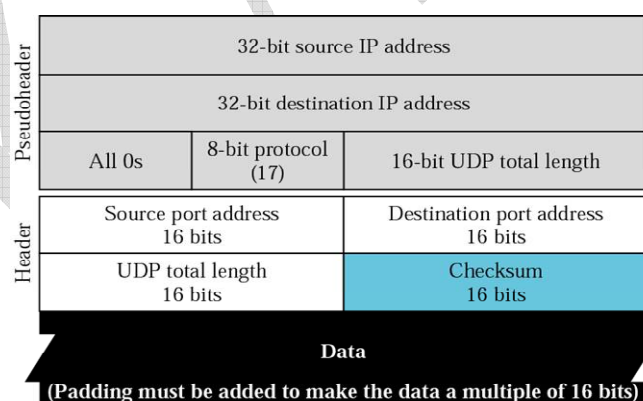 Pseudoheader
32-bit source IP address
32-bit destination IP address
All 0s
8-bit protocol
(17)
16-bit UDP total length
Header
Source port address
16 bits
Destination port address
16 bits
UDP total length
16 bits
Checksum
16 bits
Data
(Padding must be added to make the data a multiple of 16 bits)